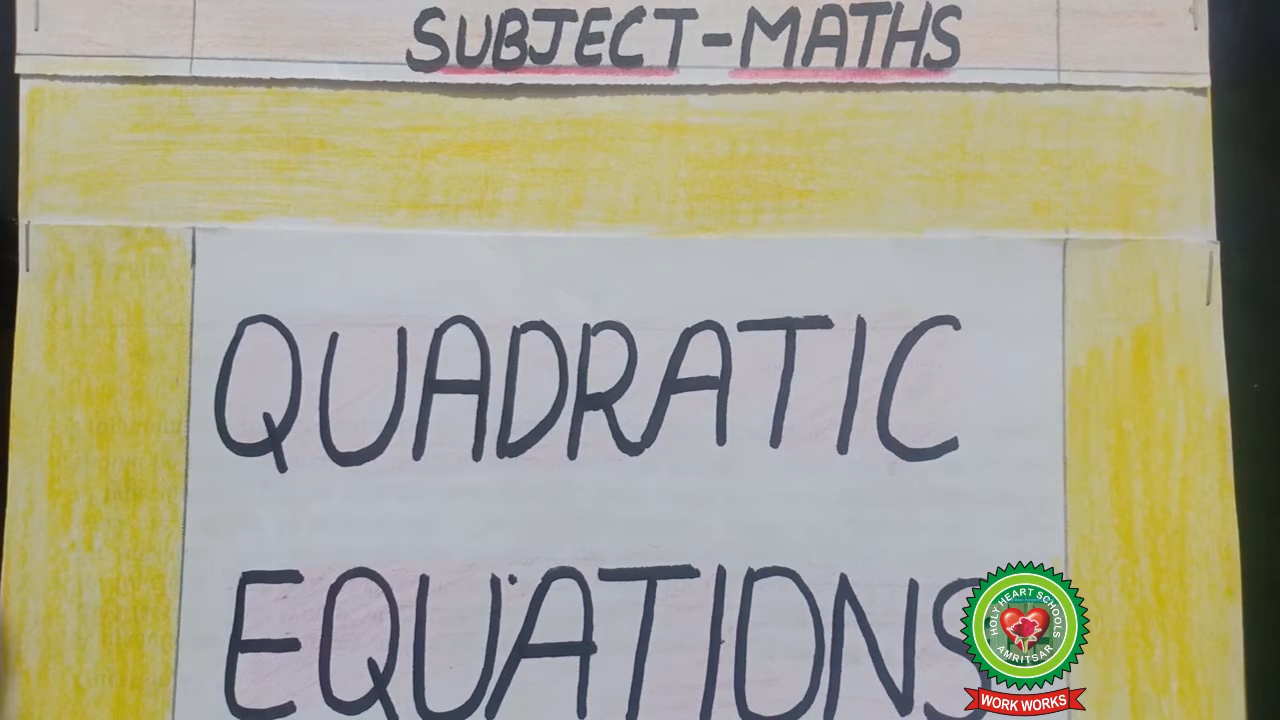 SUBJECT-MATHS
QUADRATIC
EQUATIONS
HOLY HEART SCHOOLS
AMRITSAR
WORK WORKS